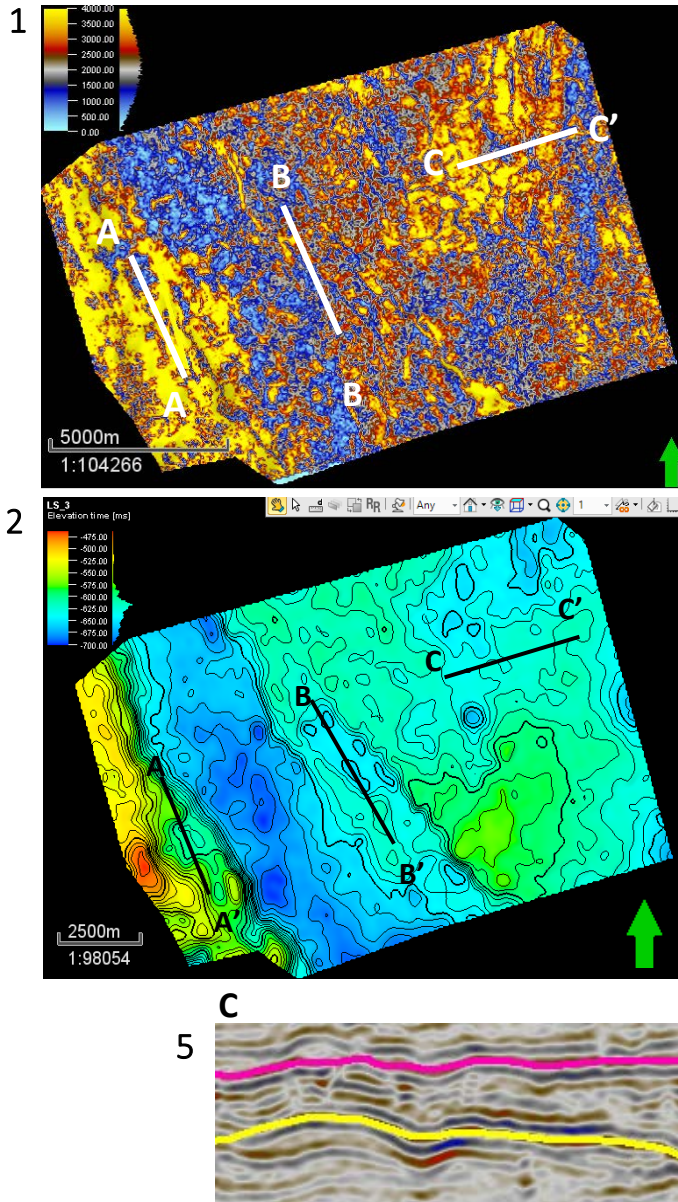 1
4000.00
3500.00
3000.00
2500.00
2000.00
1500.00
1000.00
500.00
0.00
C'
C
B
A
A
B
5000m
1:104266
2
LS_3
Elevation time [ms]
-475.00
-500.00
-525.00
-550.00
-575.00
-600.00
-625.00
-650.00
-675.00
-700.00
d
RR
Any
1
C'
C
B
A
B'
A'
2500m
1:98054
C
5